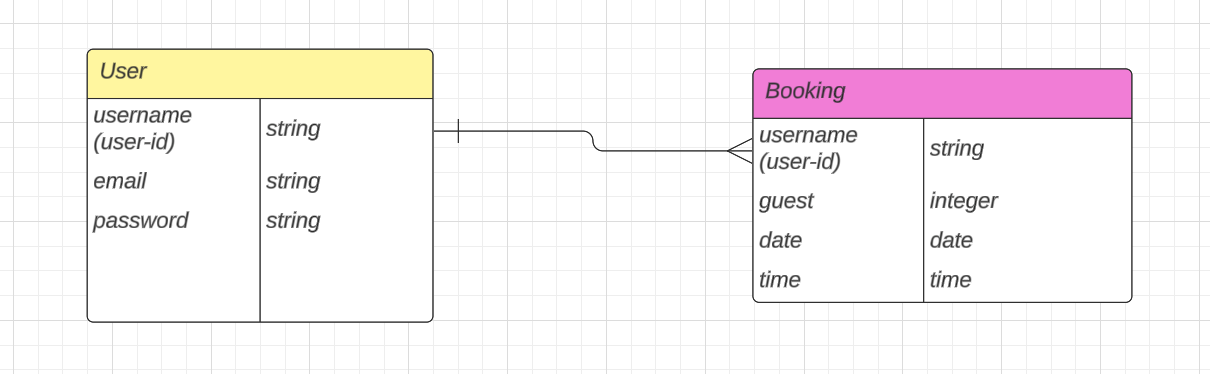 User
username
(user-id)
string
email
string
password
string
Booking
username
(user-id)
string
guest
integer
date
date
time
time